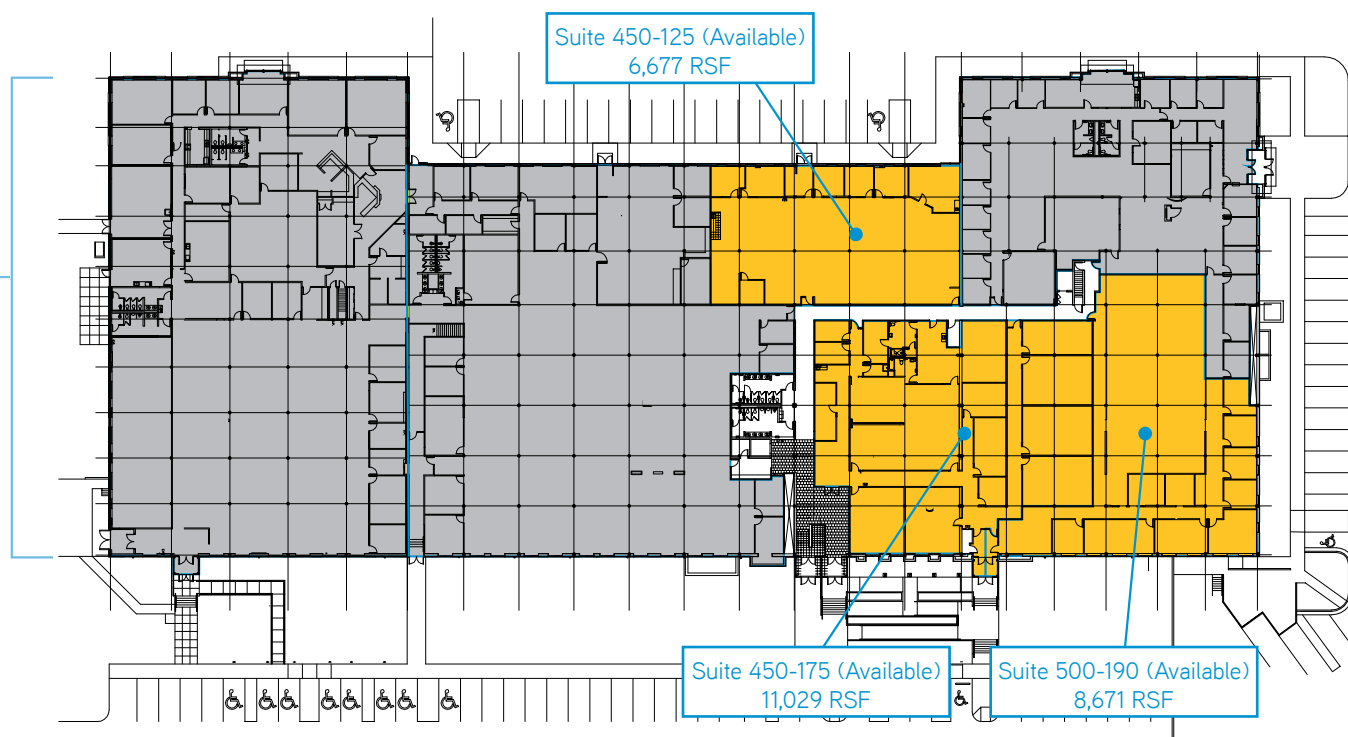 Suite 450-125 (Available)
6,677 RSF
Suite 450-175 (Available)
11,029 RSF
Suite 500-190 (Available)
8,671 RSF